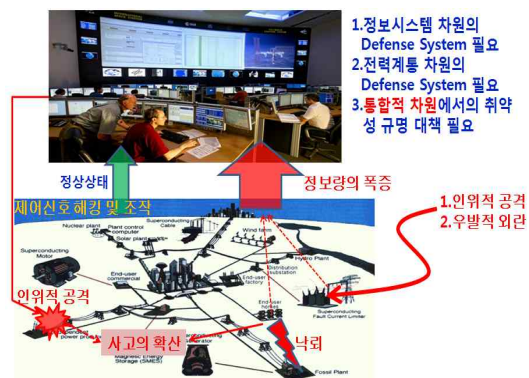 1.정보시스템 차원의
Defense System 필요
2.전력계통 차원의
Defense System 필요
3.통합적 차원에서의 취약
성 규명 대책 필요
정상상태
정보량의 폭증
제어신호 해킹 및 조작
1.인위적 공격
2.우발적 외란
Superconducting
Cable
Nuclear plant
Plant control
computer
Solar plant
Wind farm
Superconducting
Motor
Hydro Plant
Distribution
substation
End-user
commercial
End-user
factory
End-user
homes
Superconducting
Fault Current Limiter
인위적 공격
사고의 확산
낙뢰
Magnetic Energy
Storage (SMES)
Fossil Plant